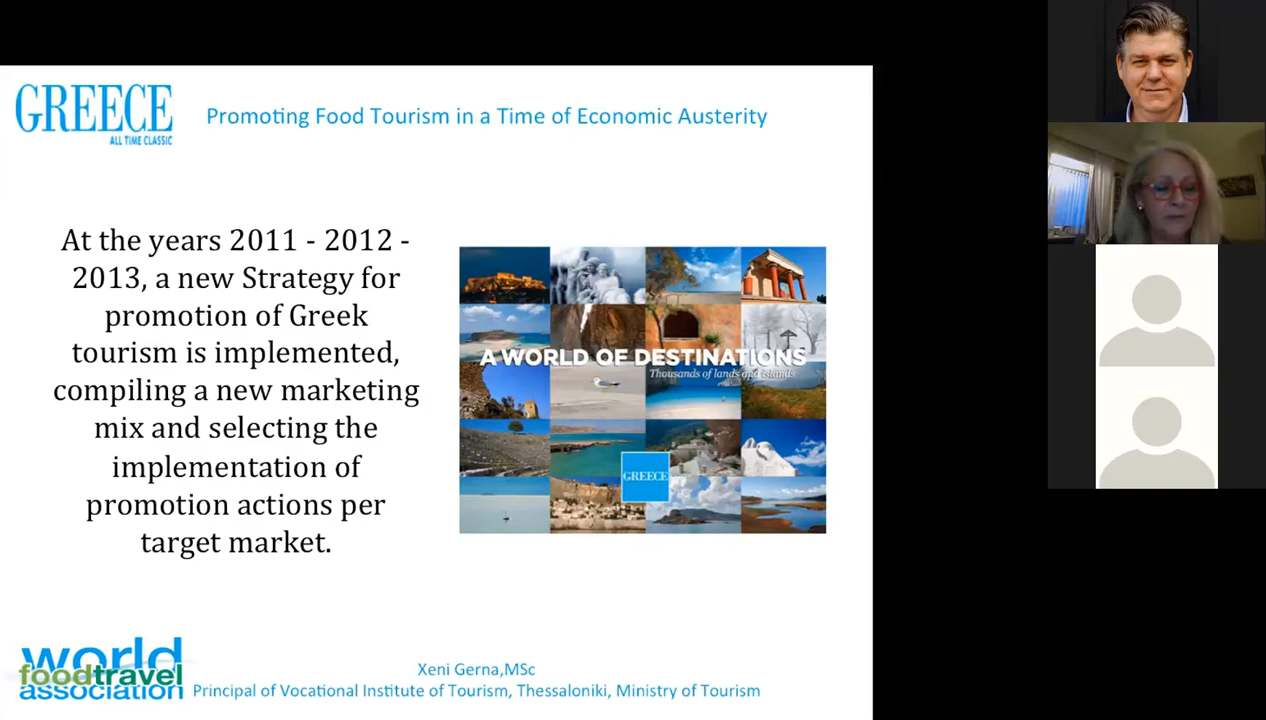 GREECE
ALL TIME CLASSIC
Promoting Food Tourism in a Time of Economic Austerity
At the years 2011 - 2012 -
2013, a new Strategy for
promotion of Greek
tourism is implemented,
compiling a new marketing
mix and selecting the
implementation of
promotion actions per
target market.
A WORLD OF DESTINATIONS
Thousands of lands and islands
GREECE
world
foodtravel
association
Xeni Gerna,MSc
Principal of Vocational Institute of Tourism, Thessaloniki, Ministry of Tourism